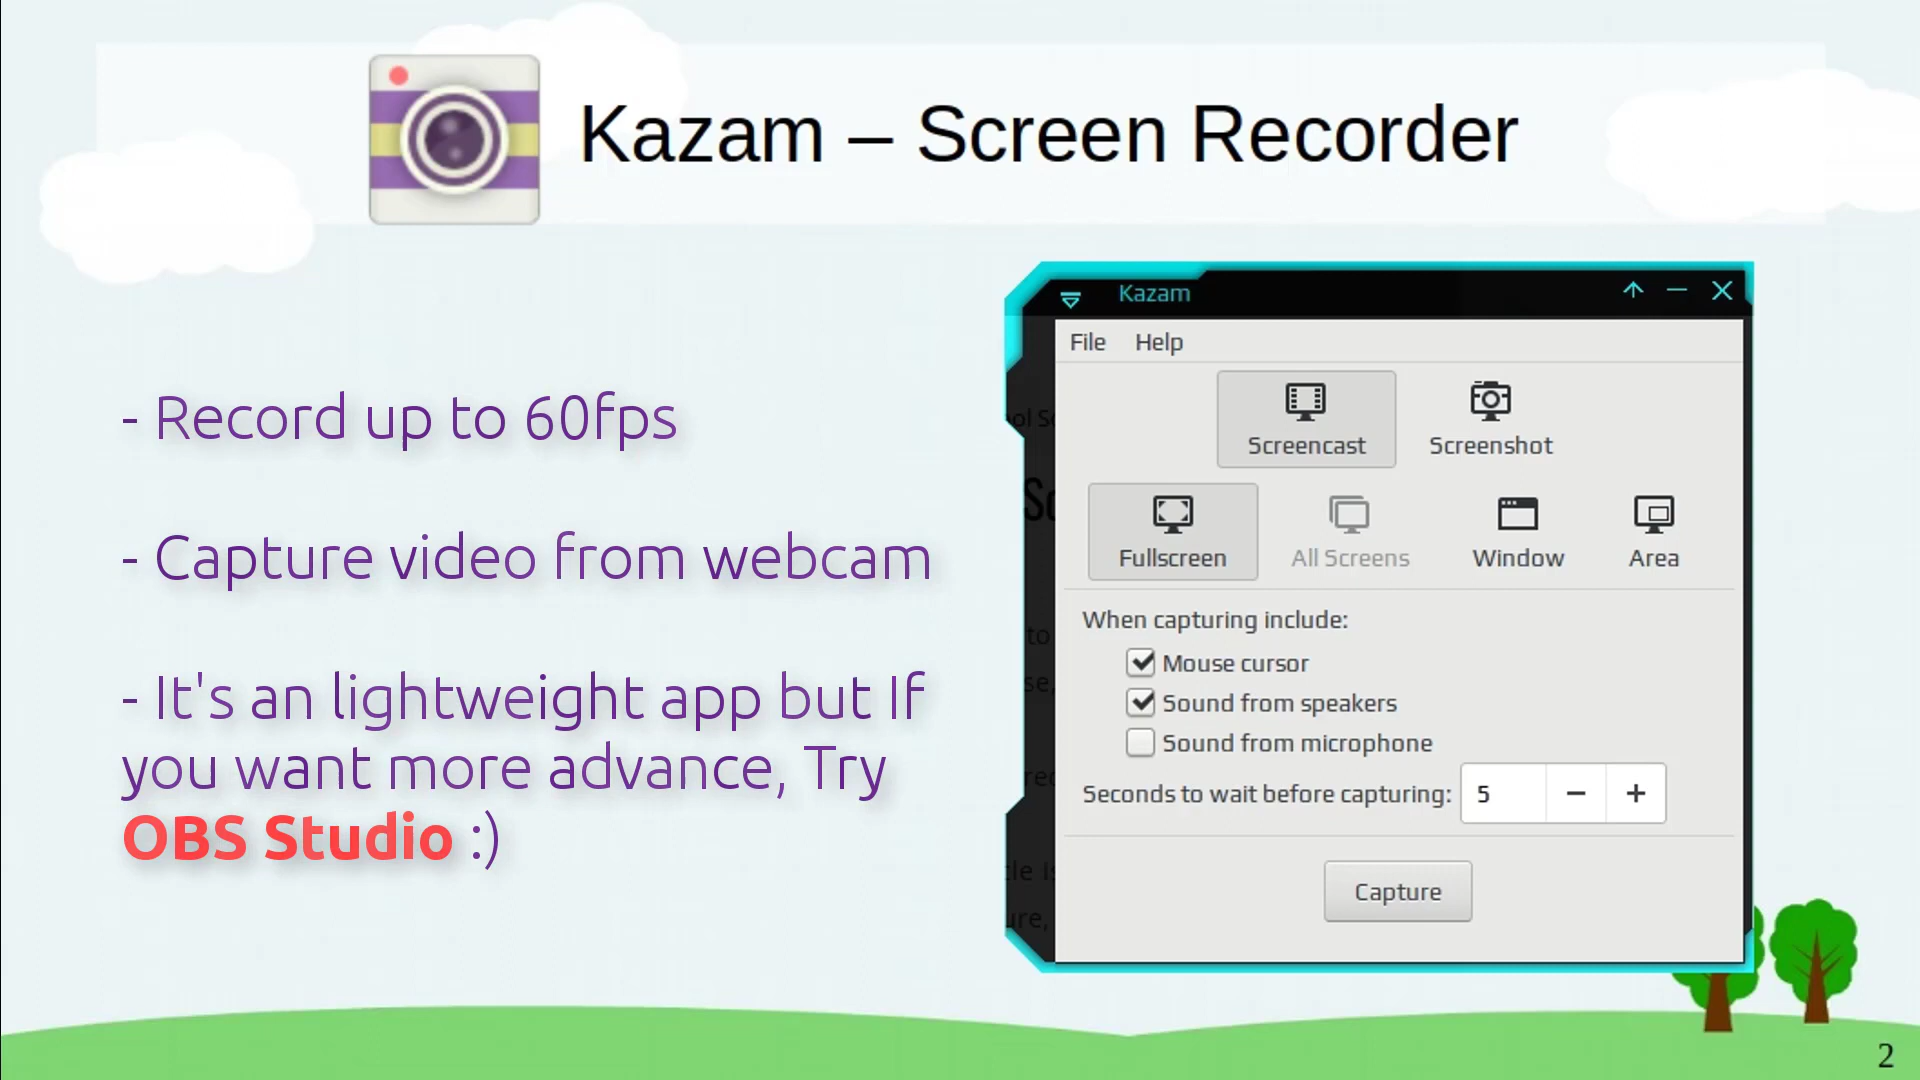 Kazam – Screen Recorder
- Record up to 60fps
- Capture video from webcam
- It's an lightweight app but If
you want more advance, Try
OBS Studio :)
Kazam
File Help
Screencast Screenshot
Fullscreen All Screens Window Area
When capturing include:
Mouse cursor
Sound from speakers
Sound from microphone
Seconds to wait before capturing: 5 − +
Capture
2